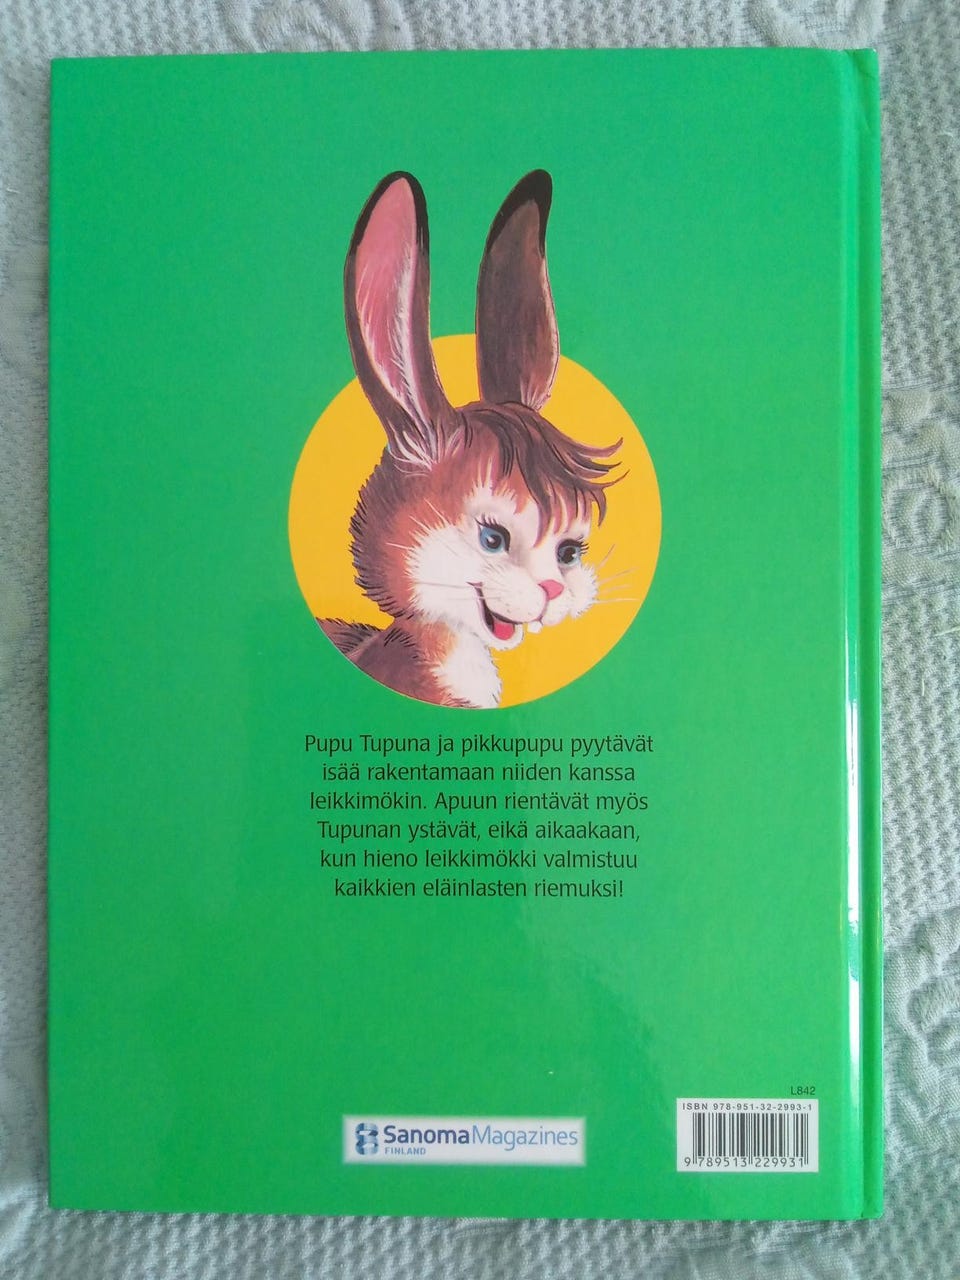 Pupu Tupuna ja pikkupupu pyytävät
isää rakentamaan niiden kanssa
leikkimökin. Apuun rientävät myös
Tupunan ystävät, eikä aikaakaan,
kun hieno leikkimökki valmistuu
kaikkien eläinlasten riemuksi!
L842
ISBN 978-951-32-2993-1
9 789513 229931
SanomaMagazines
FINLAND